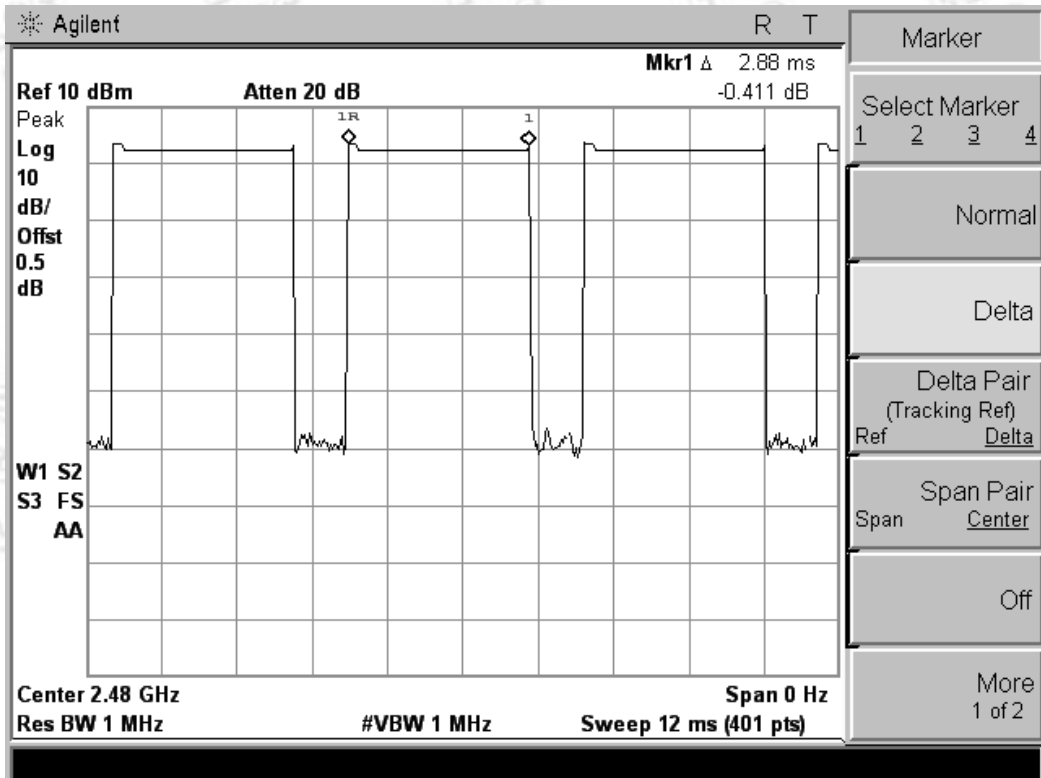 Agilent R T
Mkr1 Δ 2.88 ms
Ref 10 dBm Atten 20 dB -0.411 dB
Peak
Log
10
dB/
Offst
0.5
dB
1R 1
W1 S2
S3 FS
AA
Center 2.48 GHz Span 0 Hz
Res BW 1 MHz #VBW 1 MHz Sweep 12 ms (401 pts)
Marker
Select Marker
1 2 3 4
Normal
Delta
Delta Pair
(Tracking Ref)
Ref Delta
Span Pair
Span Center
Off
More
1 of 2